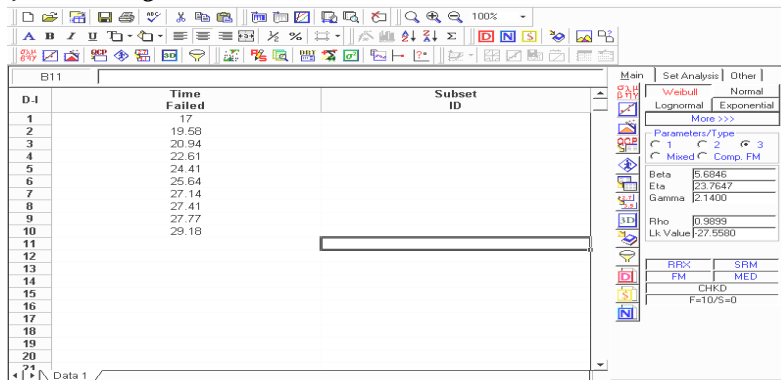 100%
A B I U
B11
D-I Time Failed Subset ID
1 17
2 19.58
3 20.94
4 22.61
5 24.41
6 25.64
7 27.14
8 27.41
9 27.77
10 29.18
11
12
13
14
15
16
17
18
19
20
21
Data 1
Main Set Analysis Other
Weibull Normal
Lognormal Exponential
More >>>
Parameters/Type
1 2 3
Mixed Comp. FM
Beta 5.6846
Eta 23.7647
Gamma 2.1400
Rho 0.9899
Lk Value -27.5580
RRX SRM
FM MED
CHKD
F=10/S=0